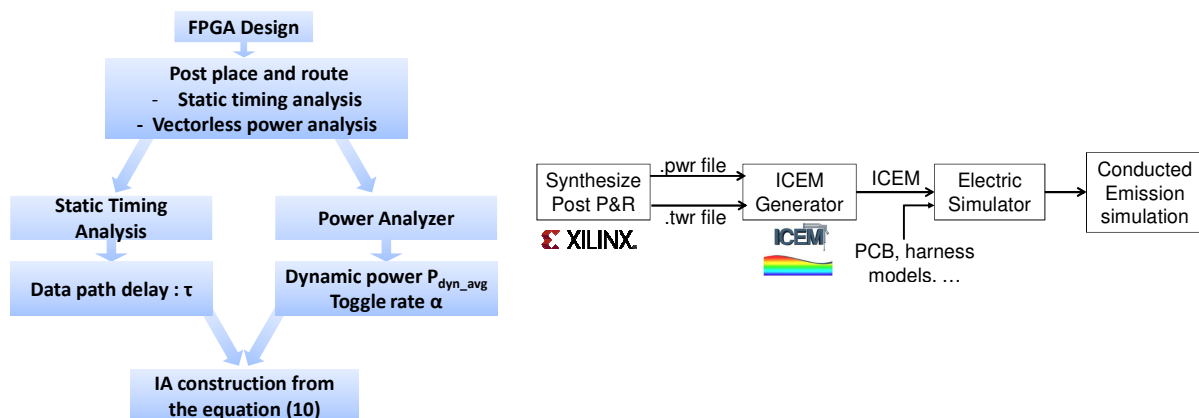 FPGA Design
Post place and route
- Static timing analysis
- Vectorless power analysis
Static Timing
Analysis
Power Analyzer
Data path delay : τ
Dynamic power Pdyn_avg
Toggle rate α
IA construction from
the equation (10)
Synthesize
Post P&R
XILINX®
.pwr file
.twr file
ICEM
Generator
ICEM
ICEM
Electric
Simulator
PCB, harness
models. …
Conducted
Emission
simulation